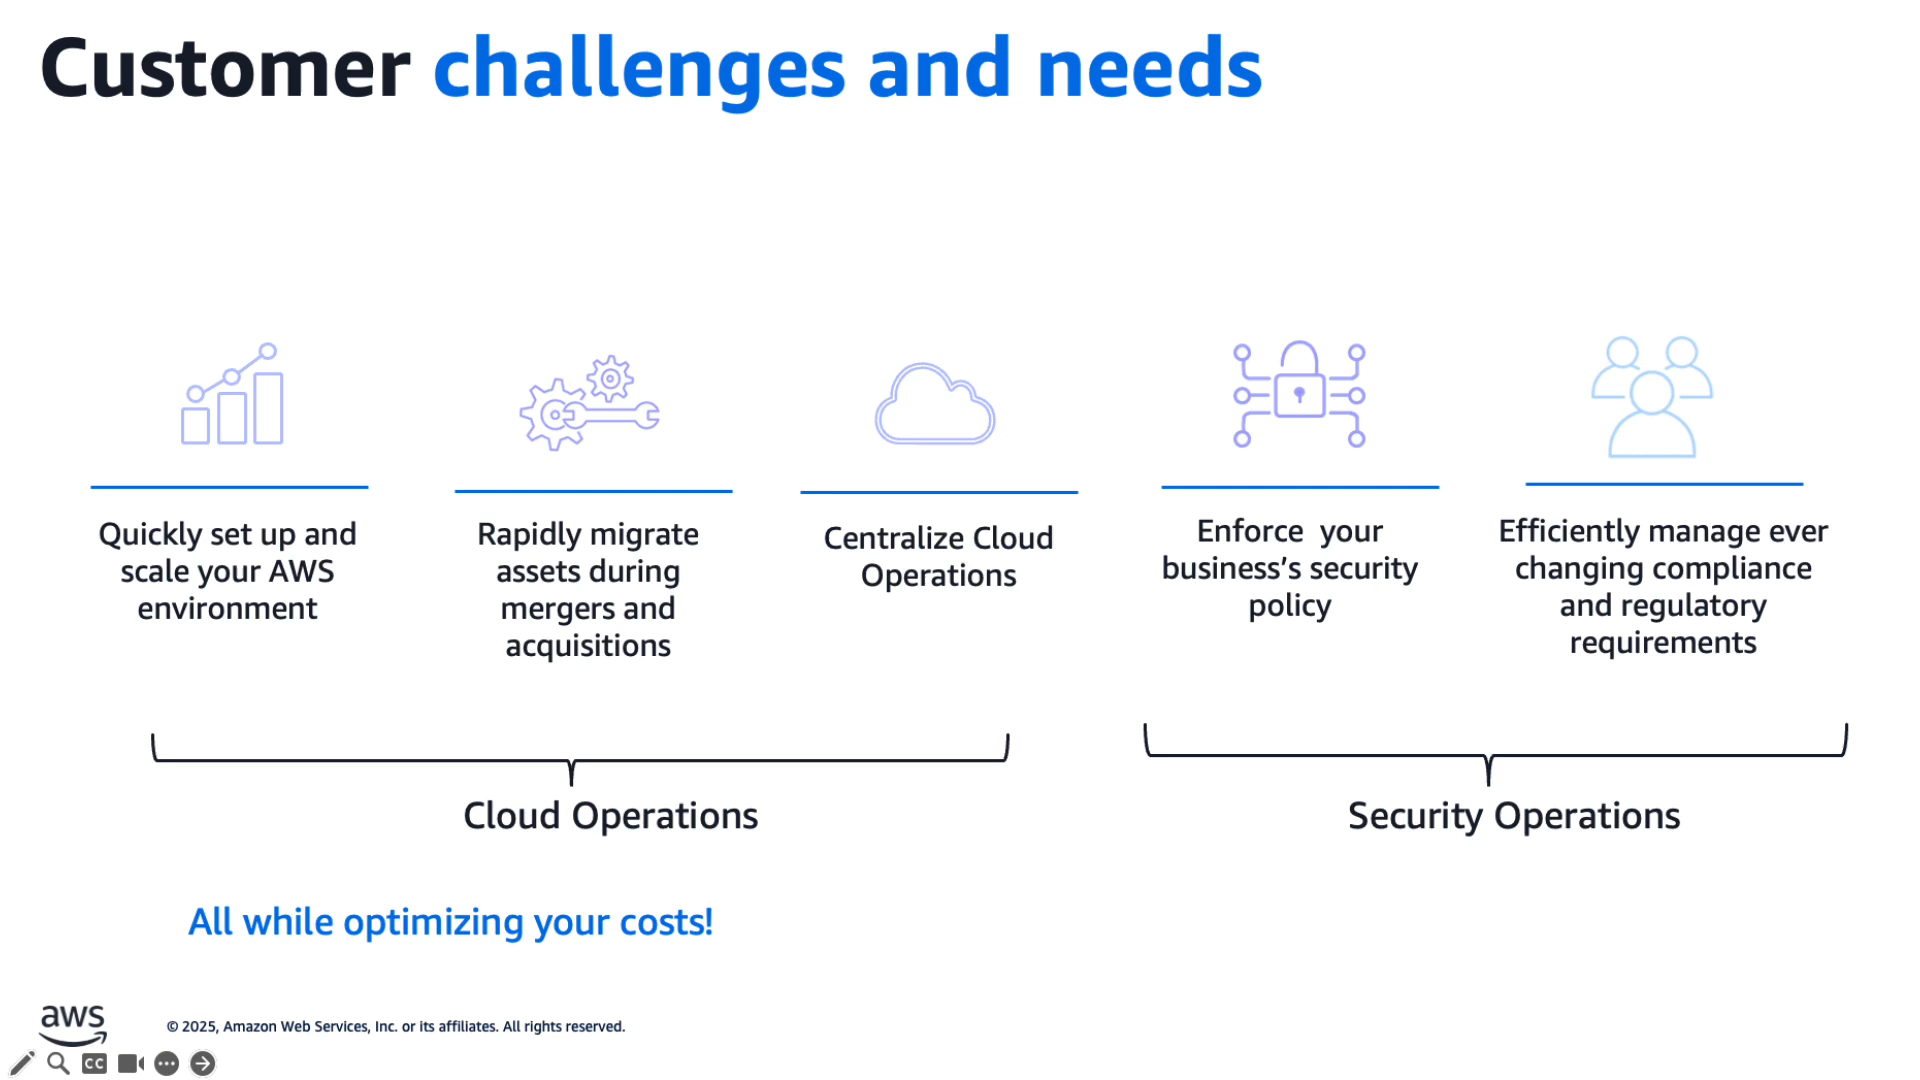 Customer challenges and needs
Quickly set up and
scale your AWS
environment
Rapidly migrate
assets during
mergers and
acquisitions
Centralize Cloud
Operations
Enforce  your
business’s security
policy
Efficiently manage ever
changing compliance
and regulatory
requirements
Cloud Operations
Security Operations
All while optimizing your costs!
aws
© 2025, Amazon Web Services, Inc. or its affiliates. All rights reserved.
CC